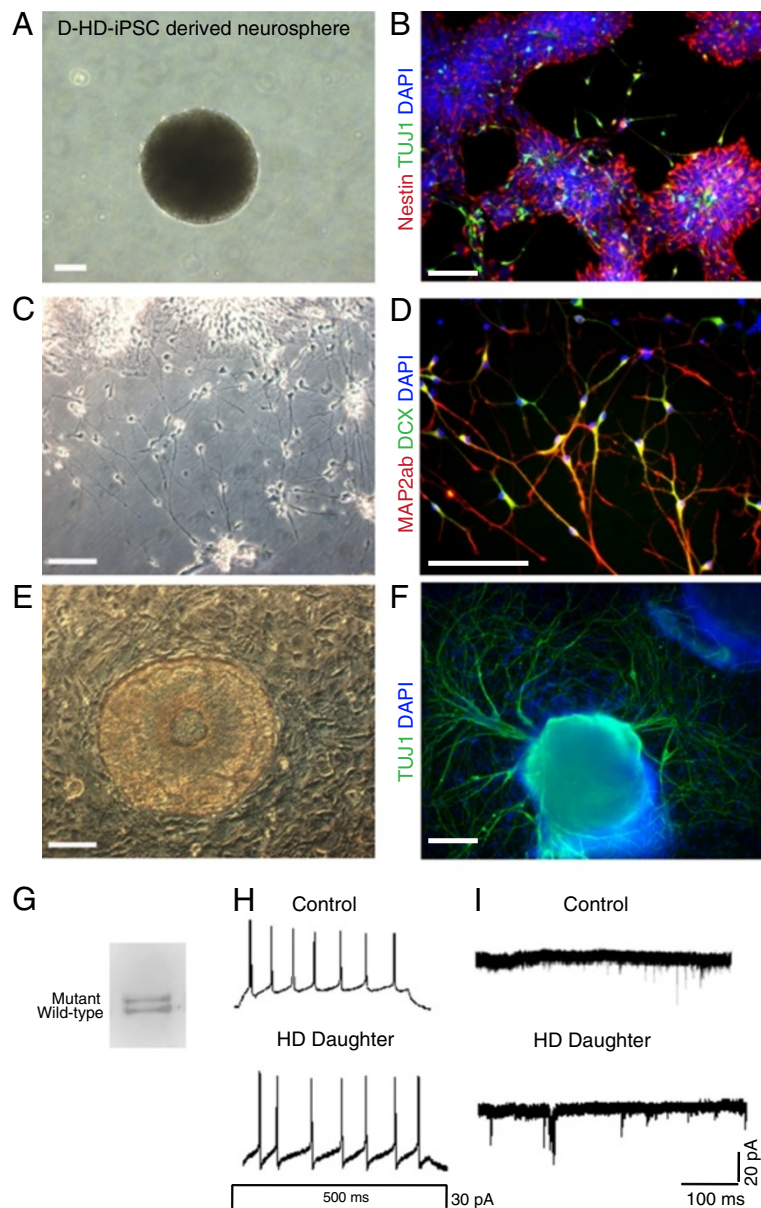 A
D-HD-iPSC derived neurosphere
B
Nestin TUJ1 DAPI
C
D
MAP2ab DCX DAPI
E
F
TUJ1 DAPI
G
Mutant
Wild-type
H
Control
HD Daughter
500 ms
30 pA
I
Control
HD Daughter
20 pA
100 ms